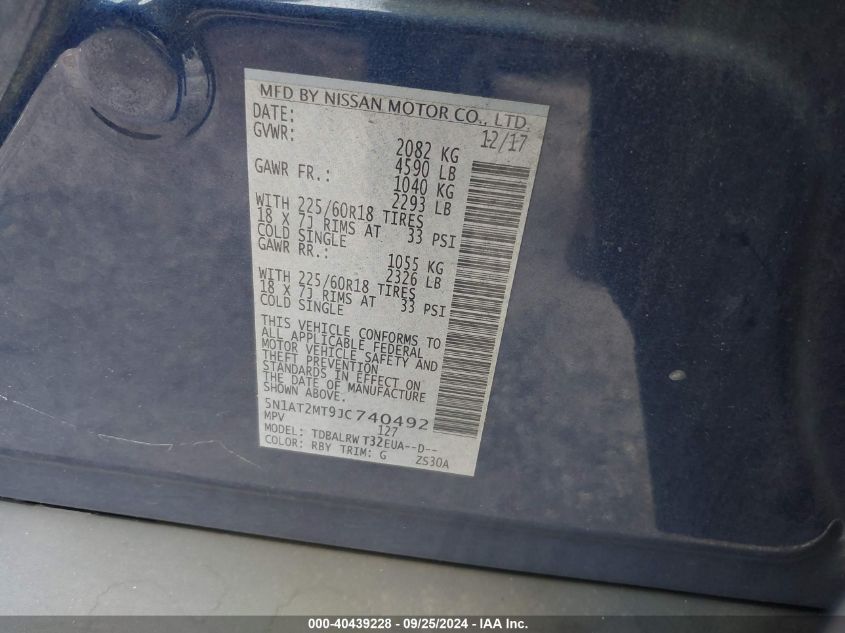 MFD BY NISSAN MOTOR CO., LTD.
DATE: 12/17
GVWR: 2082 KG
4590 LB
GAWR FR.: 1040 KG
2293 LB
WITH 225/60R18 TIRES
18 X 7J RIMS AT 33 PSI
COLD SINGLE
GAWR RR.: 1055 KG
2326 LB
WITH 225/60R18 TIRES
18 X 7J RIMS AT 33 PSI
COLD SINGLE
THIS VEHICLE CONFORMS TO
ALL APPLICABLE FEDERAL
MOTOR VEHICLE SAFETY AND
THEFT PREVENTION
STANDARDS IN EFFECT ON
THE DATE OF MANUFACTURE
SHOWN ABOVE.
5N1AT2MT9JC740492
MPV 127
MODEL: TDBALRW T32EUA--D--
COLOR: RBY TRIM: G ZS30A
000-40439228 - 09/25/2024 - IAA Inc.